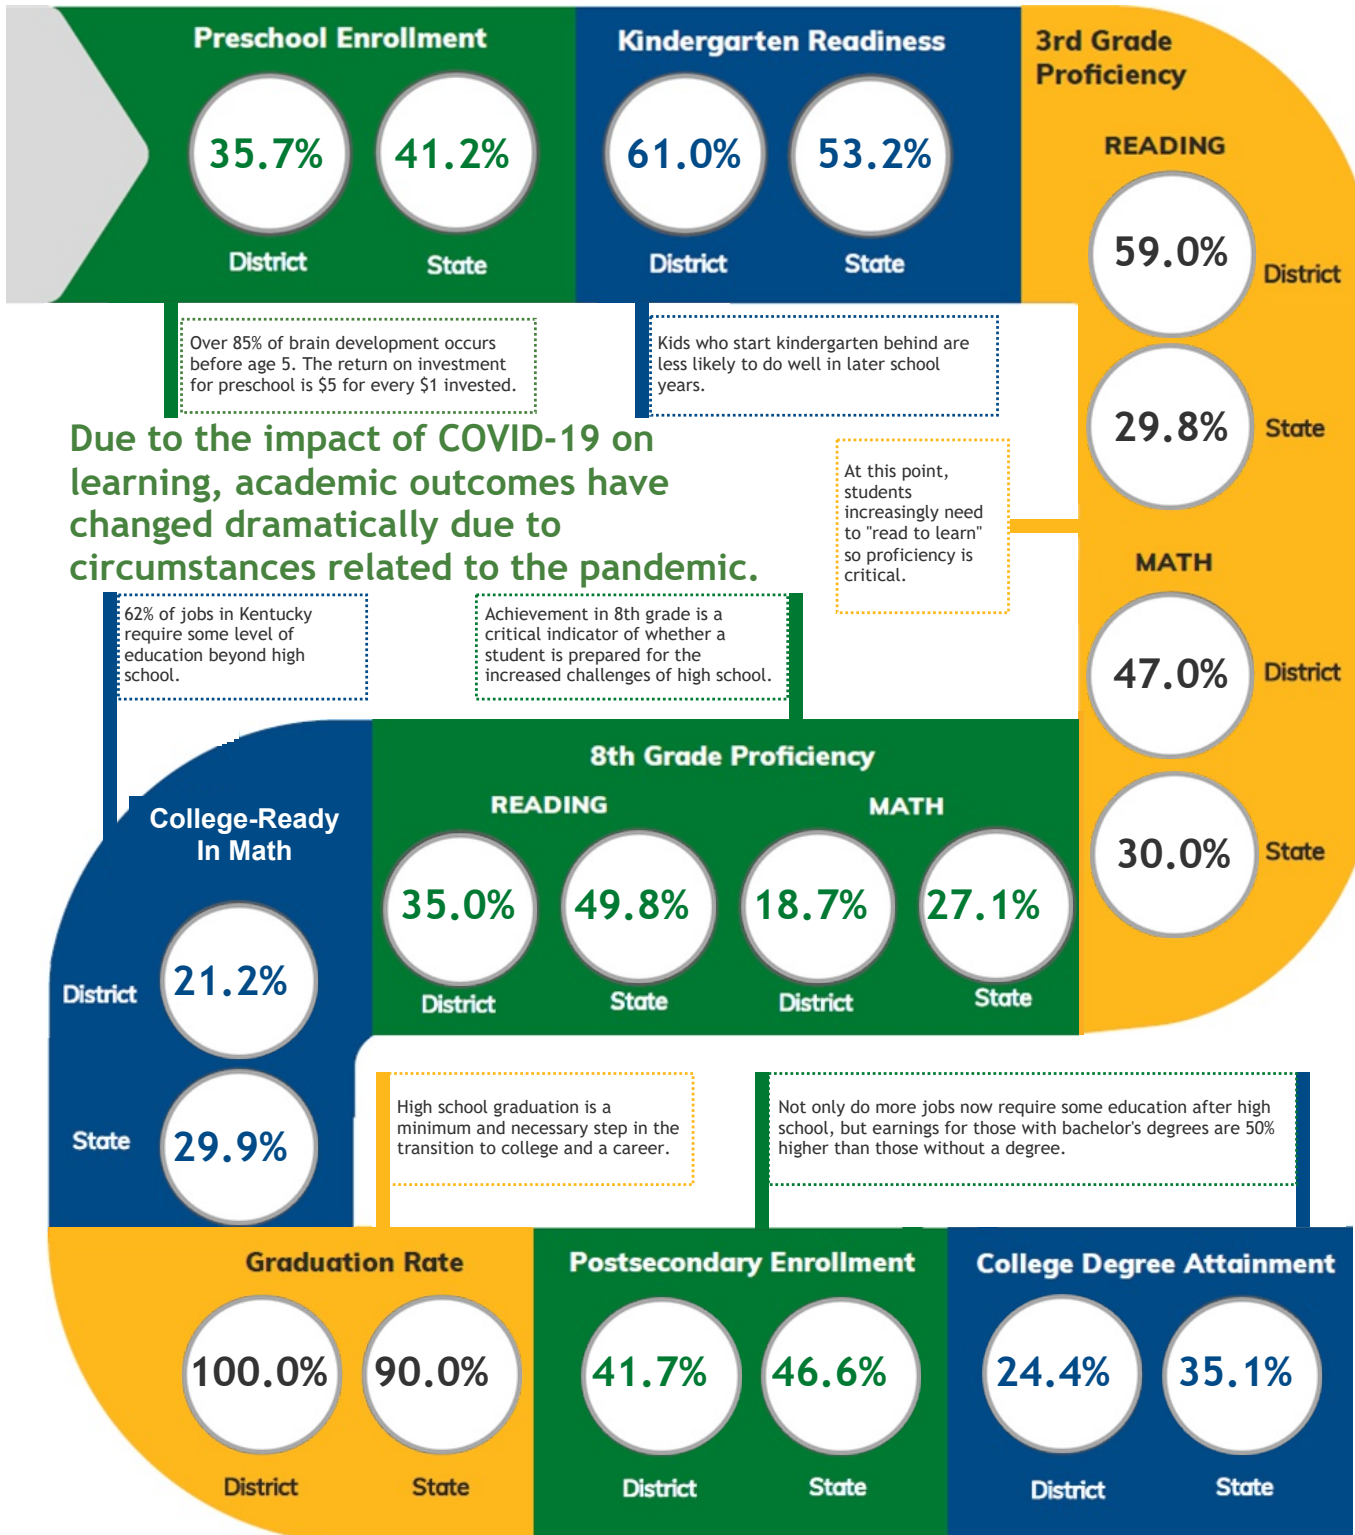 Preschool Enrollment
35.7%
41.2%
District
State
Kindergarten Readiness
61.0%
53.2%
District
State
3rd Grade
Proficiency
READING
59.0%
District
29.8%
State
MATH
47.0%
District
30.0%
State
Over 85% of brain development occurs
before age 5. The return on investment
for preschool is $5 for every $1 invested.
Kids who start kindergarten behind are
less likely to do well in later school
years.
Due to the impact of COVID-19 on
learning, academic outcomes have
changed dramatically due to
circumstances related to the pandemic.
At this point,
students
increasingly need
to "read to learn"
so proficiency is
critical.
62% of jobs in Kentucky
require some level of
education beyond high
school.
Achievement in 8th grade is a
critical indicator of whether a
student is prepared for the
increased challenges of high school.
8th Grade Proficiency
READING
MATH
35.0%
49.8%
18.7%
27.1%
District
State
District
State
College-Ready
In Math
District
21.2%
State
29.9%
High school graduation is a
minimum and necessary step in the
transition to college and a career.
Not only do more jobs now require some education after high
school, but earnings for those with bachelor's degrees are 50%
higher than those without a degree.
Graduation Rate
100.0%
90.0%
District
State
Postsecondary Enrollment
41.7%
46.6%
District
State
College Degree Attainment
24.4%
35.1%
District
State